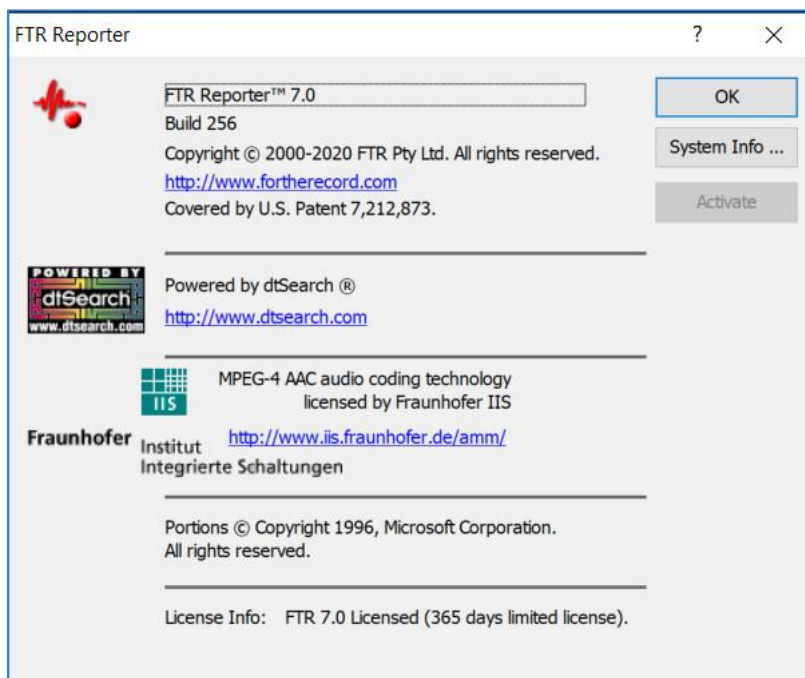 FTR Reporter
?
FTR Reporter™ 7.0
OK
Build 256
Copyright © 2000-2020 FTR Pty Ltd. All rights reserved.
System Info ...
http://www.fortherecord.com
Covered by U.S. Patent 7,212,873.
Activate
POWERED BY
dtSearch
www.dtsearch.com
Powered by dtSearch ®
http://www.dtsearch.com
IIS
MPEG-4 AAC audio coding technology
licensed by Fraunhofer IIS
Fraunhofer
Institut
Integrierte Schaltungen
http://www.iis.fraunhofer.de/amm/
Portions © Copyright 1996, Microsoft Corporation.
All rights reserved.
License Info: FTR 7.0 Licensed (365 days limited license).